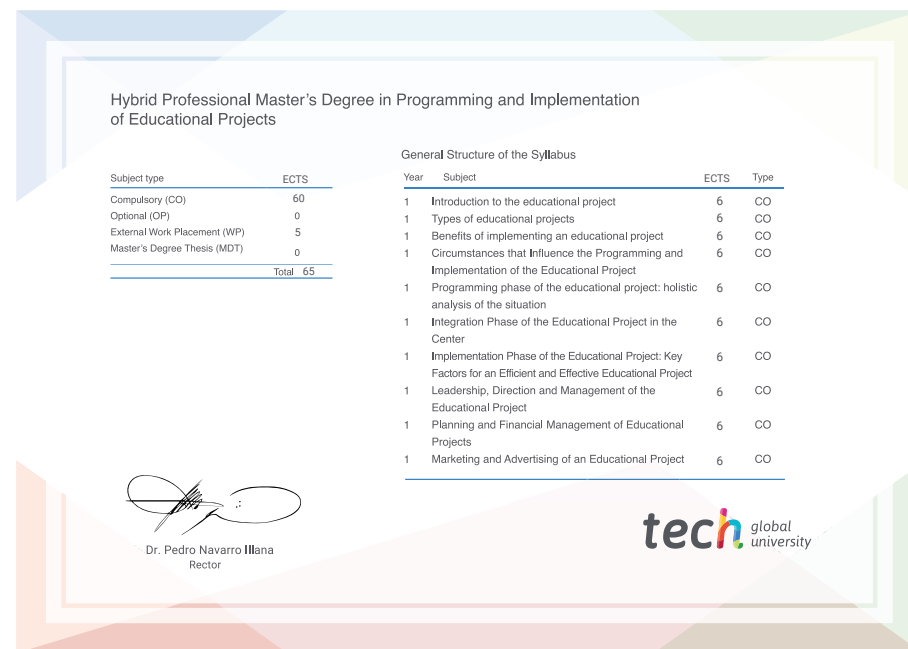 Hybrid Professional Master's Degree in Programming and Implementation
of Educational Projects
Subject type ECTS
Compulsory (CO) 60
Optional (OP) 0
External Work Placement (WP) 5
Master's Degree Thesis (MDT) 0
Total 65
General Structure of the Syllabus
Year Subject ECTS Type
1 Introduction to the educational project 6 CO
1 Types of educational projects 6 CO
1 Benefits of implementing an educational project 6 CO
1 Circumstances that Influence the Programming and 6 CO
Implementation of the Educational Project
1 Programming phase of the educational project: holistic 6 CO
analysis of the situation
1 Integration Phase of the Educational Project in the 6 CO
Center
1 Implementation Phase of the Educational Project: Key 6 CO
Factors for an Efficient and Effective Educational Project
1 Leadership, Direction and Management of the 6 CO
Educational Project
1 Planning and Financial Management of Educational 6 CO
Projects
1 Marketing and Advertising of an Educational Project 6 CO
Dr. Pedro Navarro Illana
Rector
tech global
university